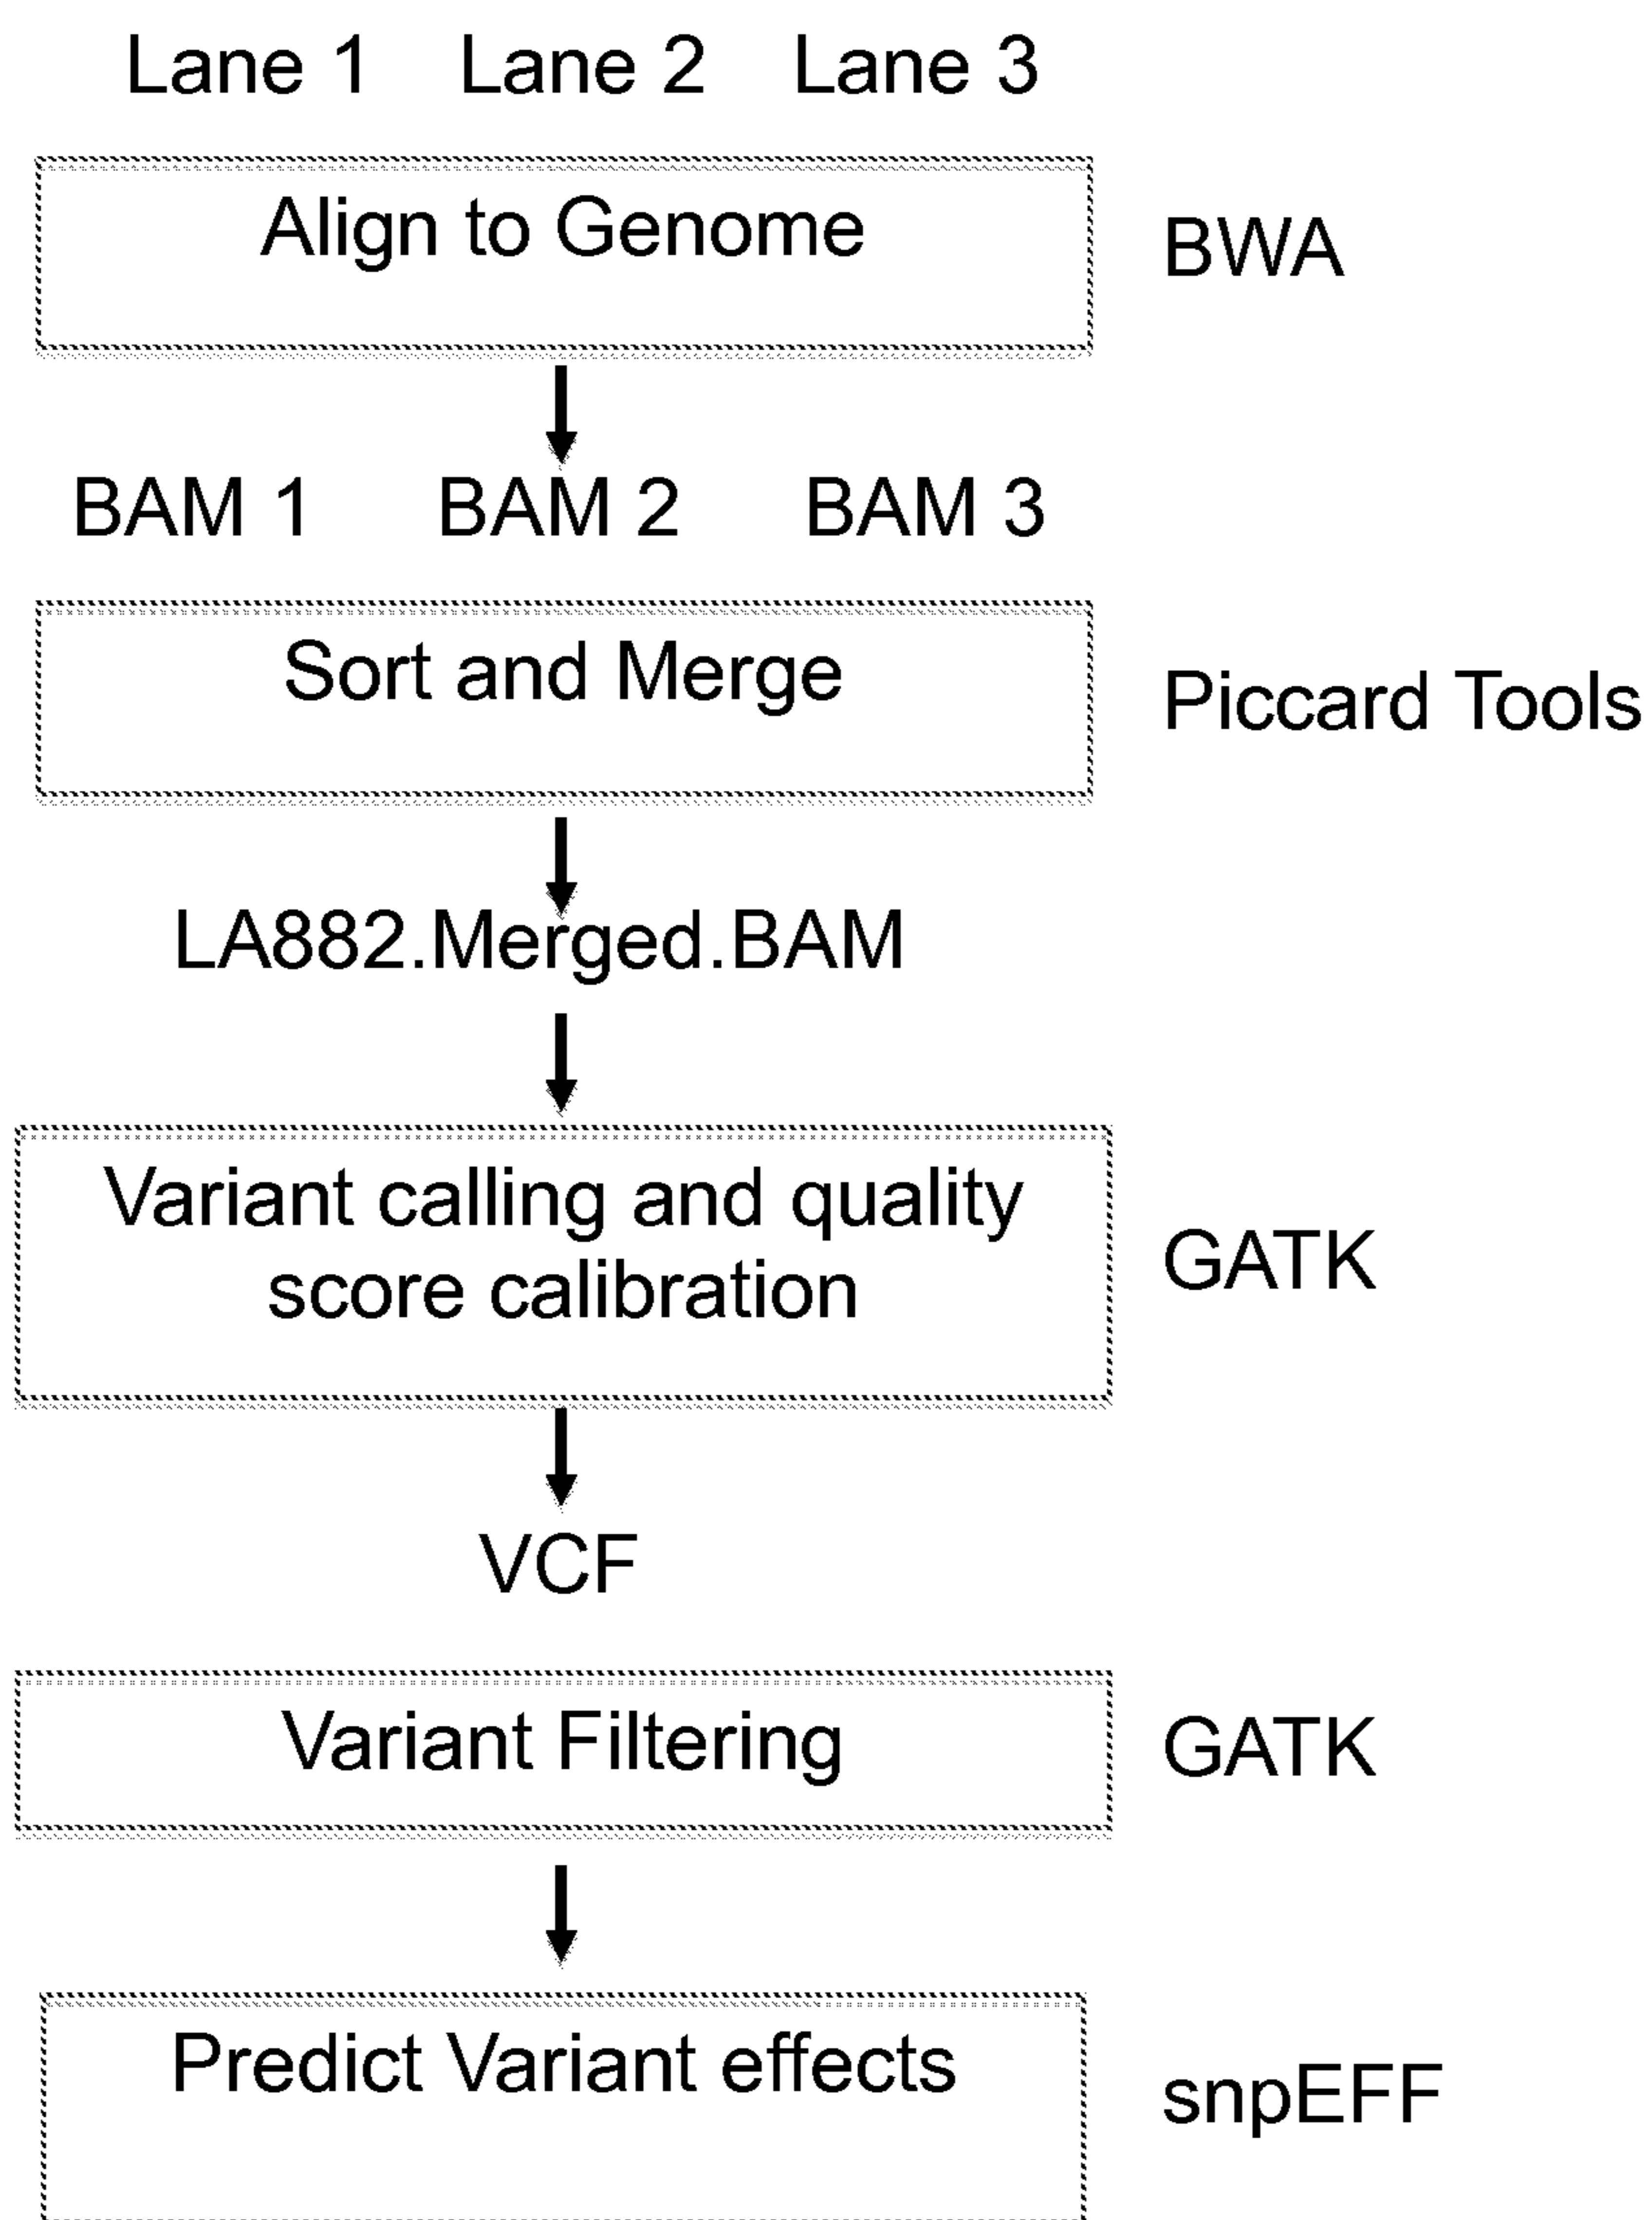 Lane 1 Lane 2 Lane 3
Align to Genome
BWA
BAM 1 BAM 2 BAM 3
Sort and Merge
Piccard Tools
LA882.Merged.BAM
Variant calling and quality
score calibration
GATK
VCF
Variant Filtering
GATK
Predict Variant effects
snpEFF